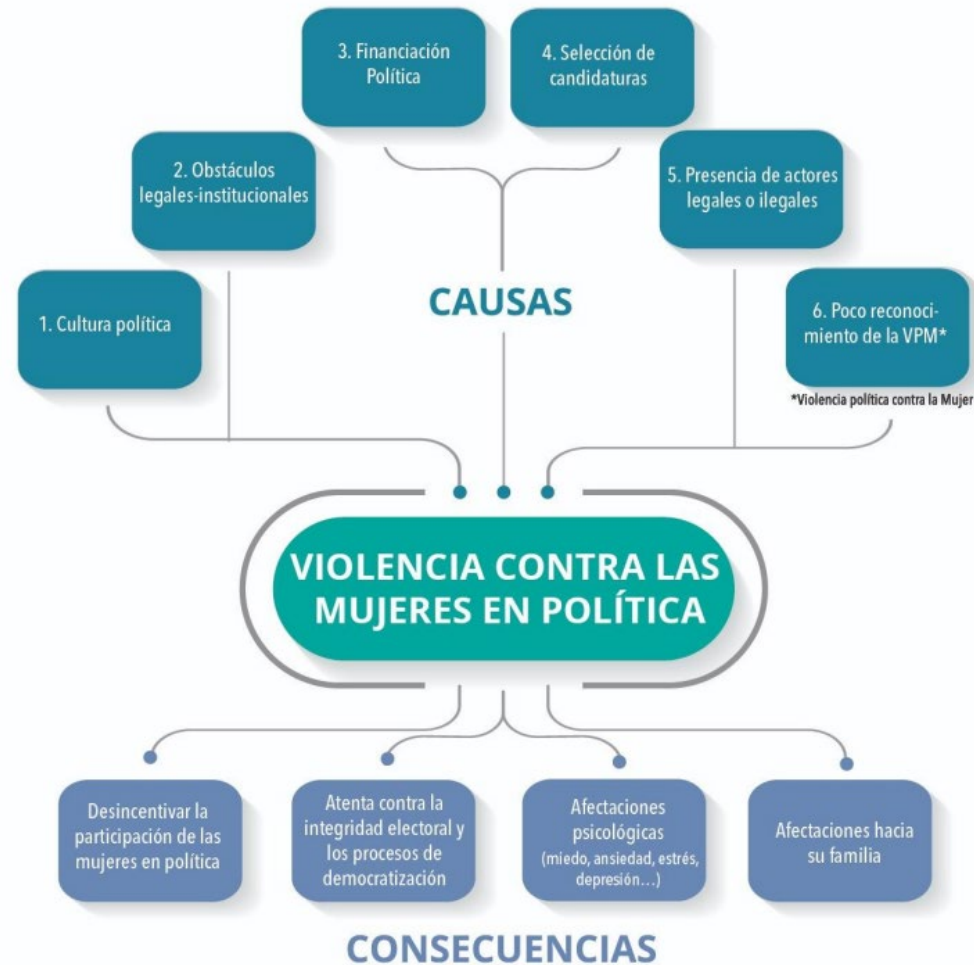 3. Financiación
Política
4. Selección de
candidaturas
2. Obstáculos
legales-institucionales
5. Presencia de actores
legales o ilegales
1. Cultura política
CAUSAS
6. Poco reconoci-
miento de la VPM*
*Violencia política contra la Mujer
VIOLENCIA CONTRA LAS
MUJERES EN POLÍTICA
Desincentivar la
participación de las
mujeres en política
Atenta contra la
integridad electoral y
los procesos de
democratización
Afectaciones
psicológicas
(miedo, ansiedad, estrés,
depresión...)
Afectaciones hacia
su familia
CONSECUENCIAS